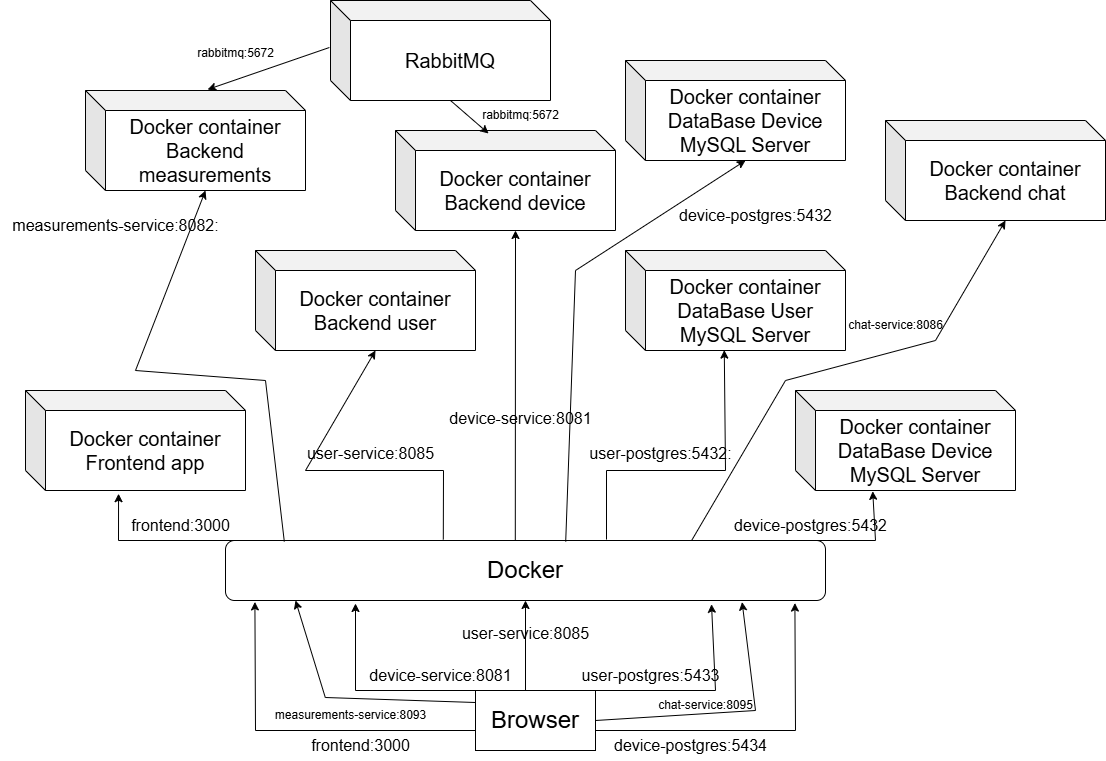 RabbitMQ
rabbitmq:5672
rabbitmq:5672
Docker container
Backend
measurements
Docker container
DataBase Device
MySQL Server
Docker container
Backend device
Docker container
Backend chat
measurements-service:8082:
device-postgres:5432
Docker container
Backend user
Docker container
DataBase User
MySQL Server
chat-service:8086
device-service:8081
Docker container
Frontend app
user-service:8085
user-postgres:5432:
Docker container
DataBase Device
MySQL Server
frontend:3000
device-postgres:5432
Docker
user-service:8085
device-service:8081
user-postgres:5433
measurements-service:8093
chat-service:8095
Browser
frontend:3000
device-postgres:5434